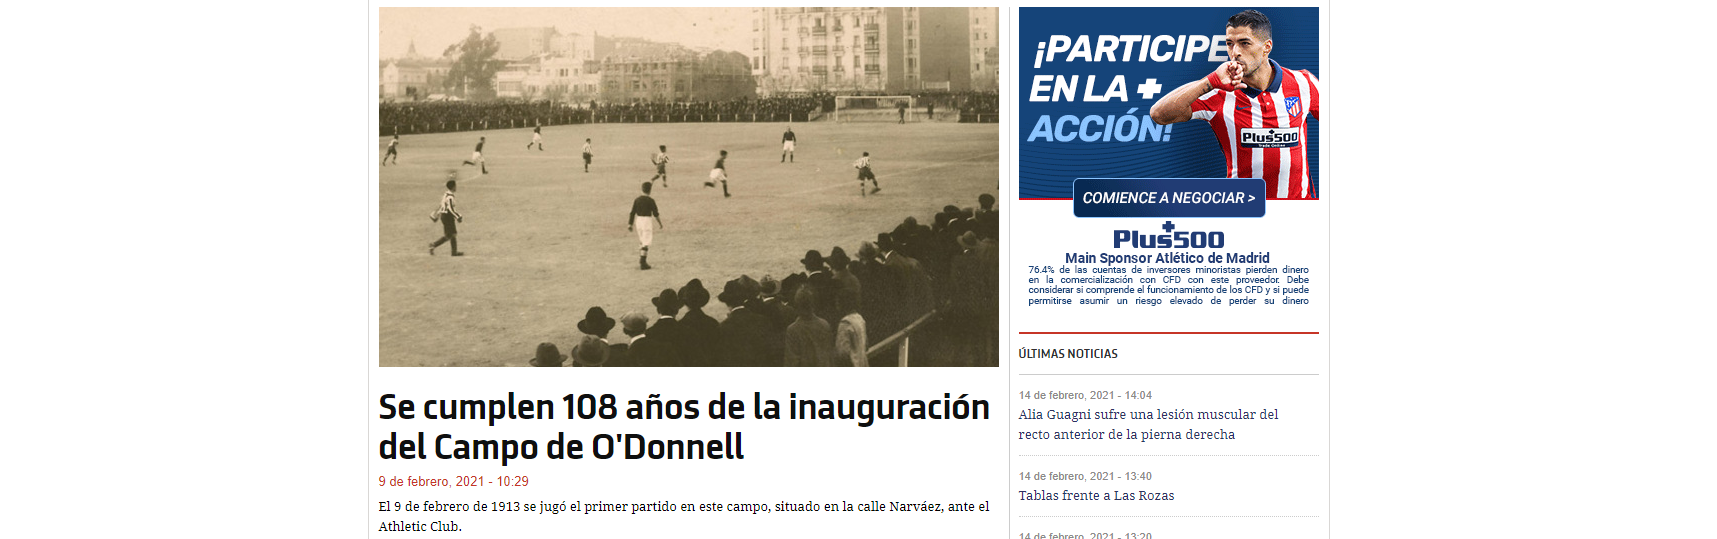 Se cumplen 108 años de la inauguración
del Campo de O'Donnell
9 de febrero, 2021 - 10:29
El 9 de febrero de 1913 se jugó el primer partido en este campo, situado en la calle Narváez, ante el
Athletic Club.
¡PARTICIPE
EN LA +
ACCIÓN!
Plus500
Trade Online
COMIENCE A NEGOCIAR >
Plus500
Main Sponsor Atlético de Madrid
76.4% de las cuentas de inversores minoristas pierden dinero
en la comercialización con CFD con este proveedor. Debe
considerar si comprende el funcionamiento de los CFD y si puede
permitirse asumir un riesgo elevado de perder su dinero
ÚLTIMAS NOTICIAS
14 de febrero, 2021 - 14:04
Alia Guagni sufre una lesión muscular del
recto anterior de la pierna derecha
14 de febrero, 2021 - 13:40
Tablas frente a Las Rozas
14 de febrero, 2021 - 13:20